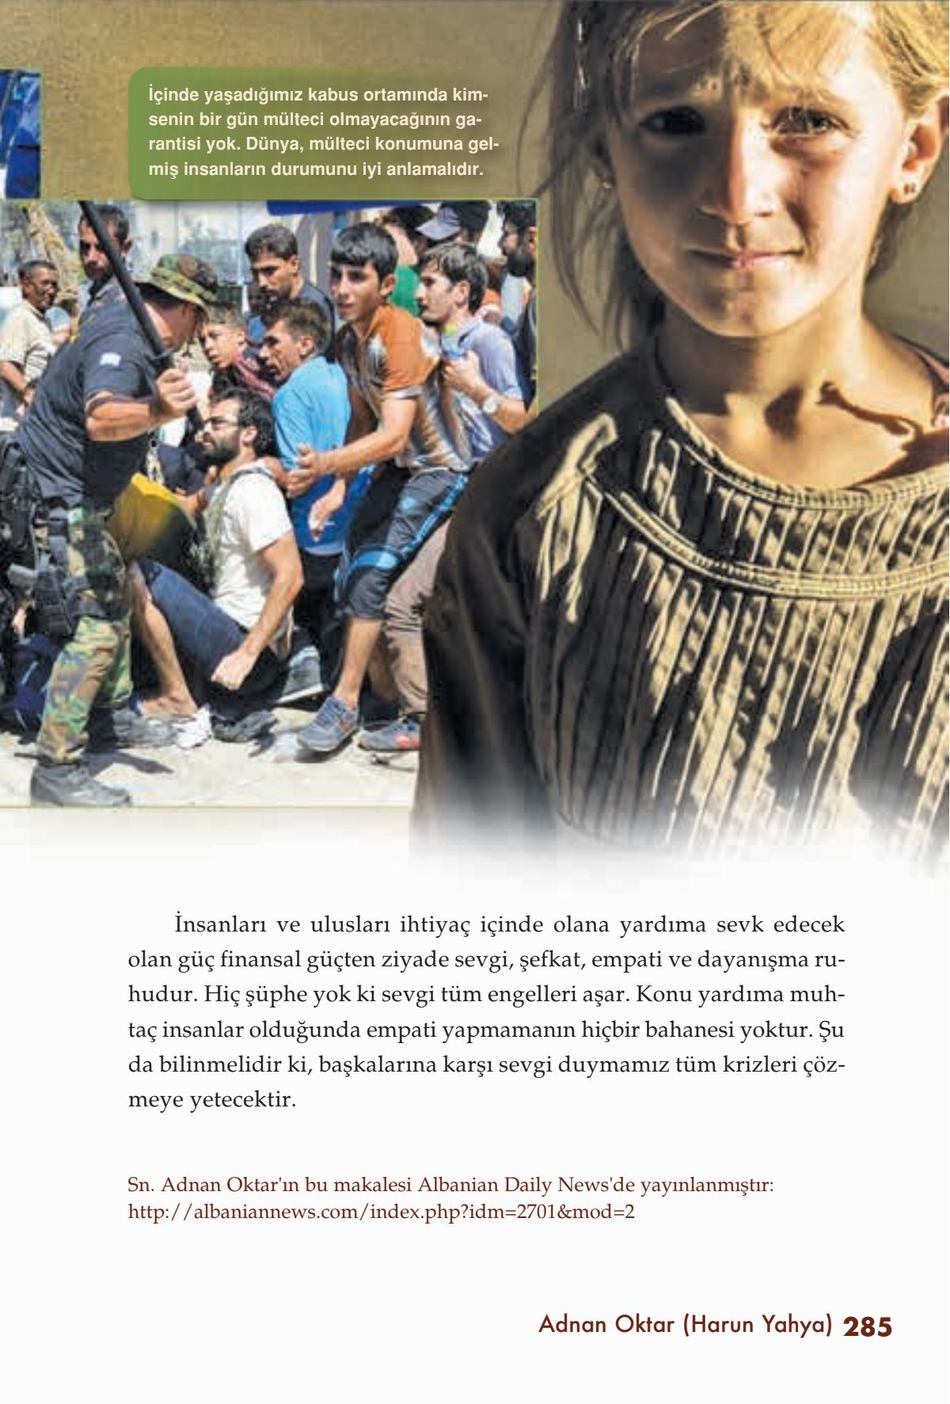 İçinde yaşadığımız kabus ortamında kim-
senin bir gün mülteci olmayacağının ga-
rantisi yok. Dünya, mülteci konumuna gel-
miş insanların durumunu iyi anlamalıdır.
İnsanları ve ulusları ihtiyaç içinde olana yardıma sevk edecek
olan güç finansal güçten ziyade sevgi, şefkat, empati ve dayanışma ru-
hudur. Hiç şüphe yok ki sevgi tüm engelleri aşar. Konu yardıma muh-
taç insanlar olduğunda empati yapmamanın hiçbir bahanesi yoktur. Şu
da bilinmelidir ki, başkalarına karşı sevgi duymamız tüm krizleri çöz-
meye yetecektir.
Sn. Adnan Oktar'ın bu makalesi Albanian Daily News'de yayınlanmıştır:
http://albaniannews.com/index.php?idm=2701&mod=2
Adnan Oktar (Harun Yahya) 285